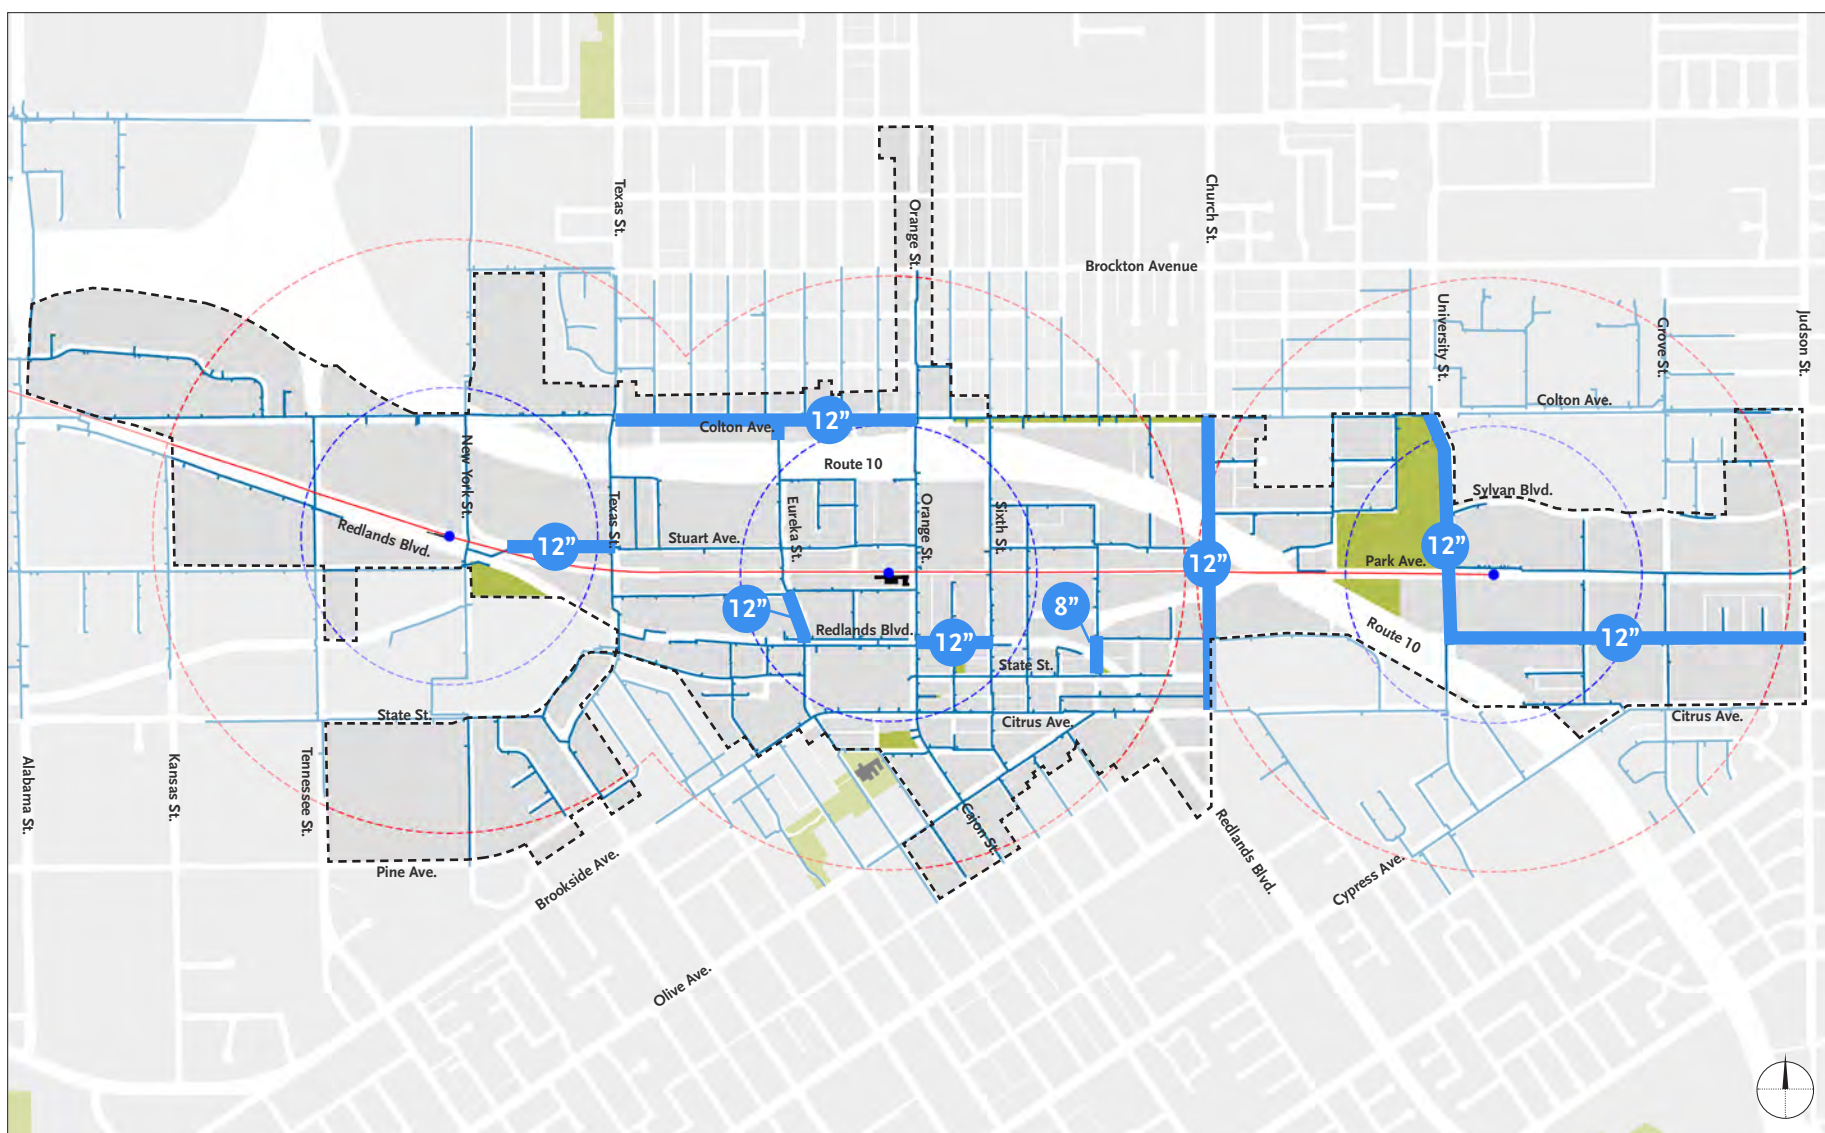 Texas St.
Church St.
Orange St.
Brockton Avenue
University St.
Grove St.
Judson St.
Colton Ave.
12”
Colton Ave.
New York St.
Route 10
Texas St.
Eureka St.
Orange St.
Sixth St.
Sylvan Blvd.
Redlands Blvd.
12”
Stuart Ave.
12”
12”
Park Ave.
12”
8”
Redlands Blvd.
12”
12”
Route 10
State St.
State St.
Citrus Ave.
Citrus Ave.
Alabama St.
Kansas St.
Tennessee St.
Cajon St.
Redlands Blvd.
Pine Ave.
Brookside Ave.
Cypress Ave.
Olive Ave.